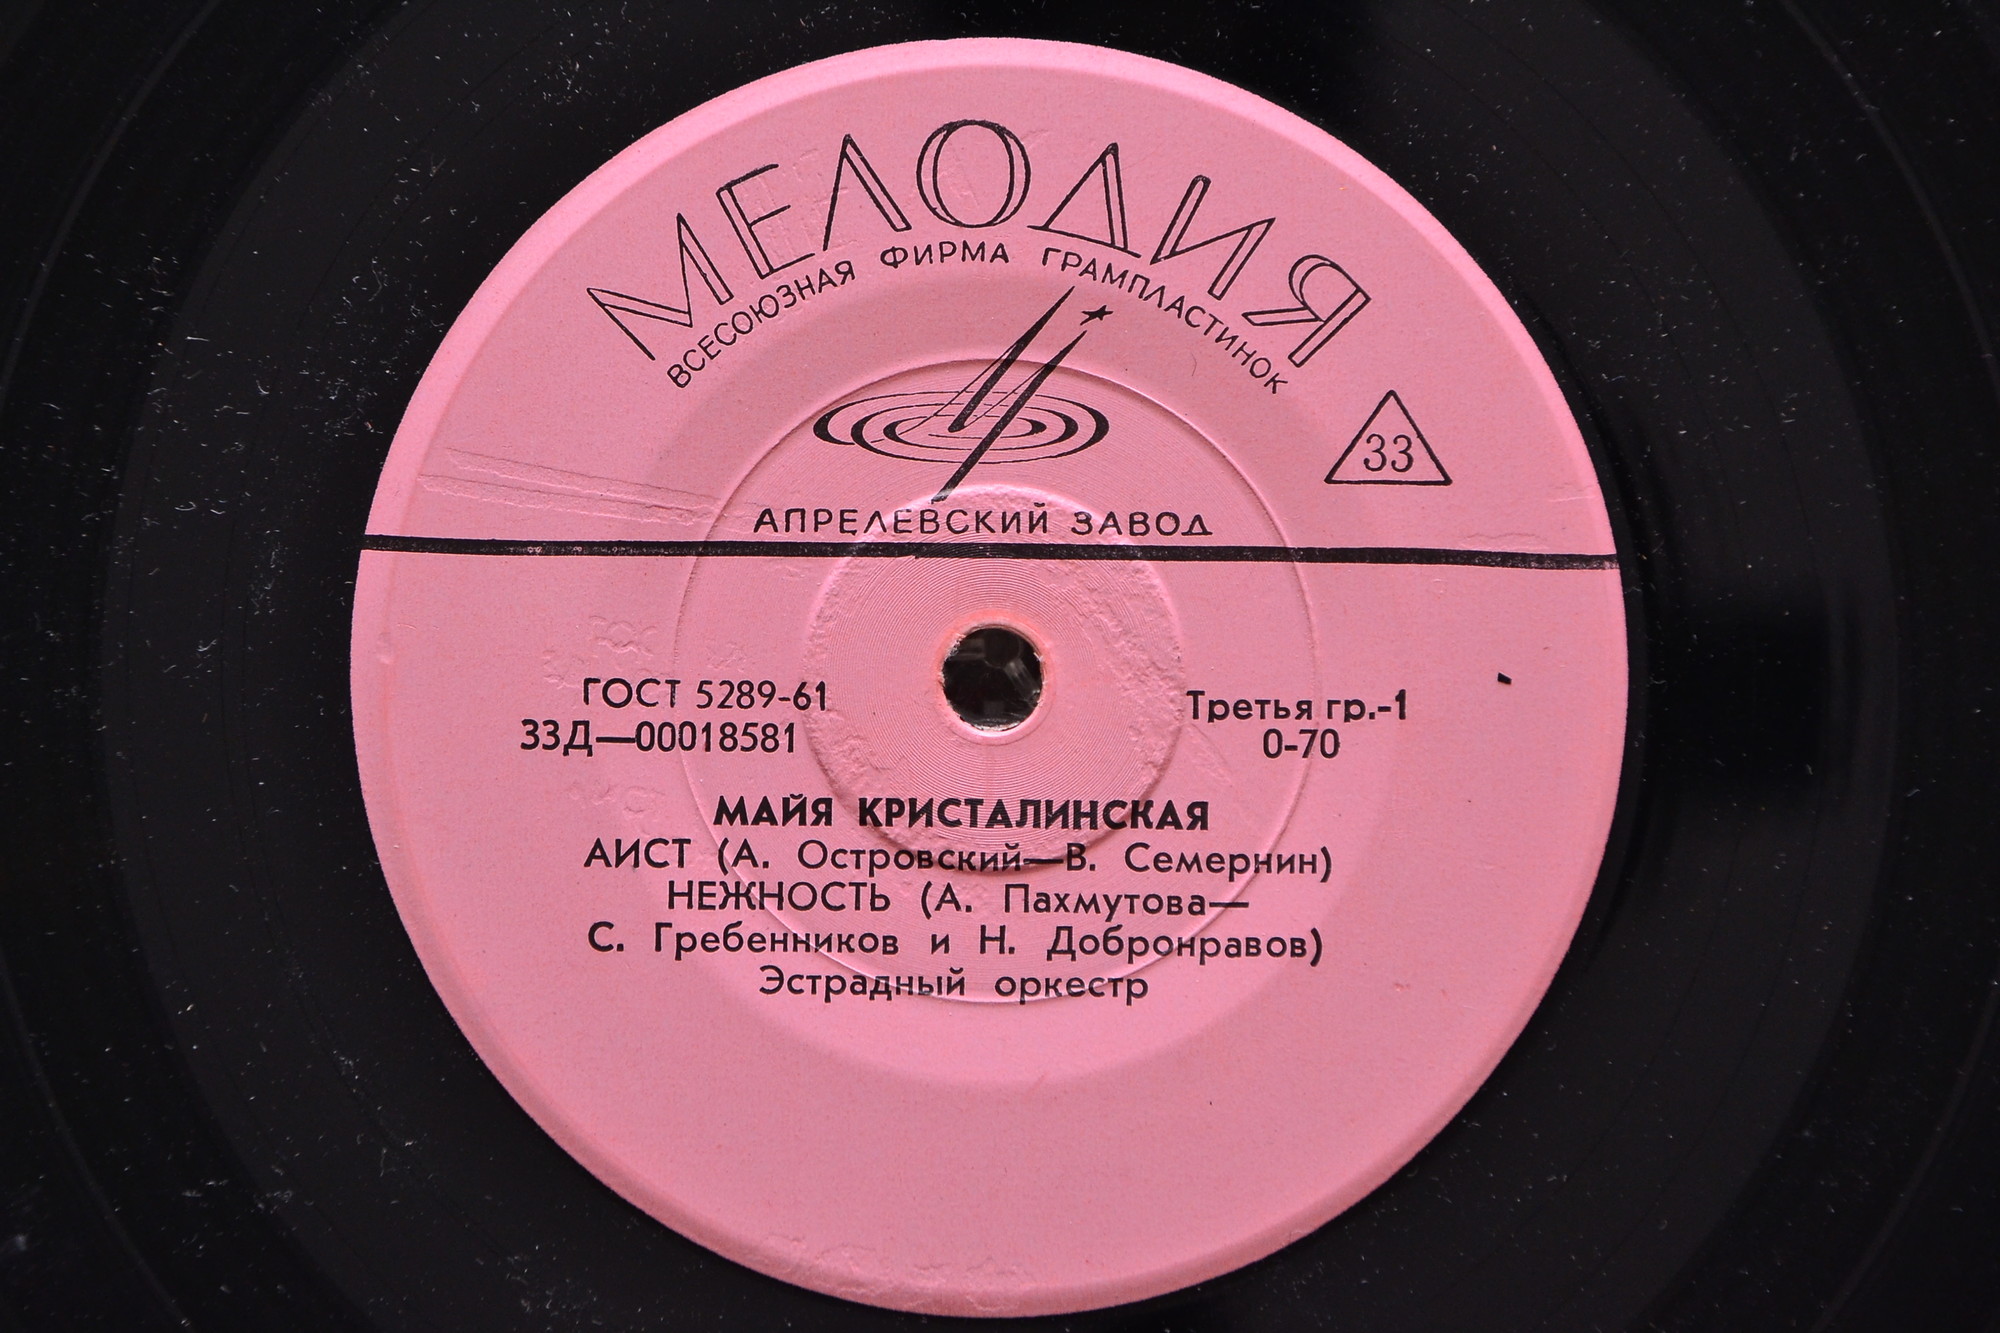 МЕЛОДИЯ
ВСЕСОЮЗНАЯ ФИРМА ГРАМПЛАСТИНОК
33
АПРЕЛЕВСКИЙ ЗАВОД
ГОСТ 5289-61
33Д—00018581
Третья гр.-1
0-70
МАЙЯ КРИСТАЛИНСКАЯ
АИСТ (А. Островский—В. Семернин)
НЕЖНОСТЬ (А. Пахмутова—
С. Гребенников и Н. Добронравов)
Эстрадный оркестр